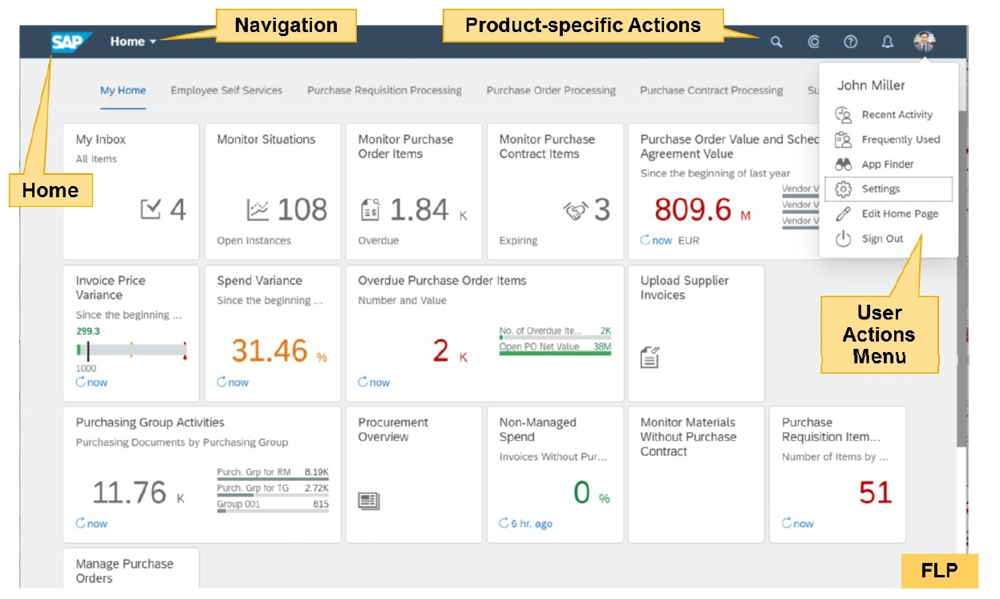 Navigation
Product-specific Actions
SAP
Home
My Home
Employee Self Services
Purchase Requisition Processing
Purchase Order Processing
Purchase Contract Processing
Su
John Miller
Recent Activity
Frequently Used
App Finder
Settings
Edit Home Page
Sign Out
Home
User
Actions
Menu
My Inbox
All Items
4
Monitor Situations
108
Open Instances
Monitor Purchase
Order Items
1.84 K
Overdue
Monitor Purchase
Contract Items
3
Expiring
Purchase Order Value and Sched
Agreement Value
Since the beginning of last year
809.6 M
Vendor V
Vendor V
Vendor V
now EUR
Invoice Price
Variance
Since the beginning ...
299.3
1000
now
Spend Variance
Since the beginning ...
31.46 %
now
Overdue Purchase Order Items
Number and Value
2 K
No. of Overdue Ite... 2K
Open PO Net Value 38M
now
Upload Supplier
Invoices
Purchasing Group Activities
Purchasing Documents by Purchasing Group
11.76 K
Purch. Grp for RM 8.19K
Purch. Grp for TG 2.72K
Group 001 615
now
Procurement
Overview
Non-Managed
Spend
Invoices Without Pur...
0 %
6 hr. ago
Monitor Materials
Without Purchase
Contract
Purchase
Requisition Item...
Number of Items by ...
51
now
Manage Purchase
Orders
FLP